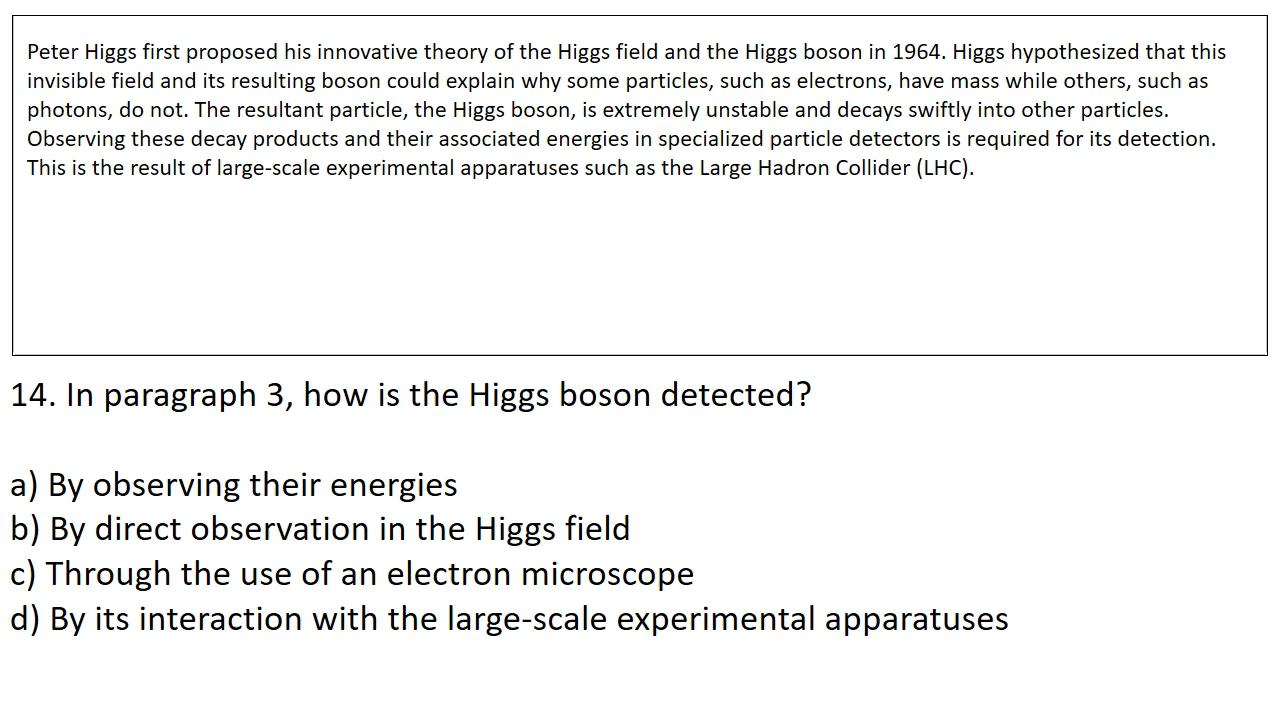 Peter Higgs first proposed his innovative theory of the Higgs field and the Higgs boson in 1964. Higgs hypothesized that this
invisible field and its resulting boson could explain why some particles, such as electrons, have mass while others, such as
photons, do not. The resultant particle, the Higgs boson, is extremely unstable and decays swiftly into other particles.
Observing these decay products and their associated energies in specialized particle detectors is required for its detection.
This is the result of large-scale experimental apparatuses such as the Large Hadron Collider (LHC).
14. In paragraph 3, how is the Higgs boson detected?
a) By observing their energies
b) By direct observation in the Higgs field
c) Through the use of an electron microscope
d) By its interaction with the large-scale experimental apparatuses